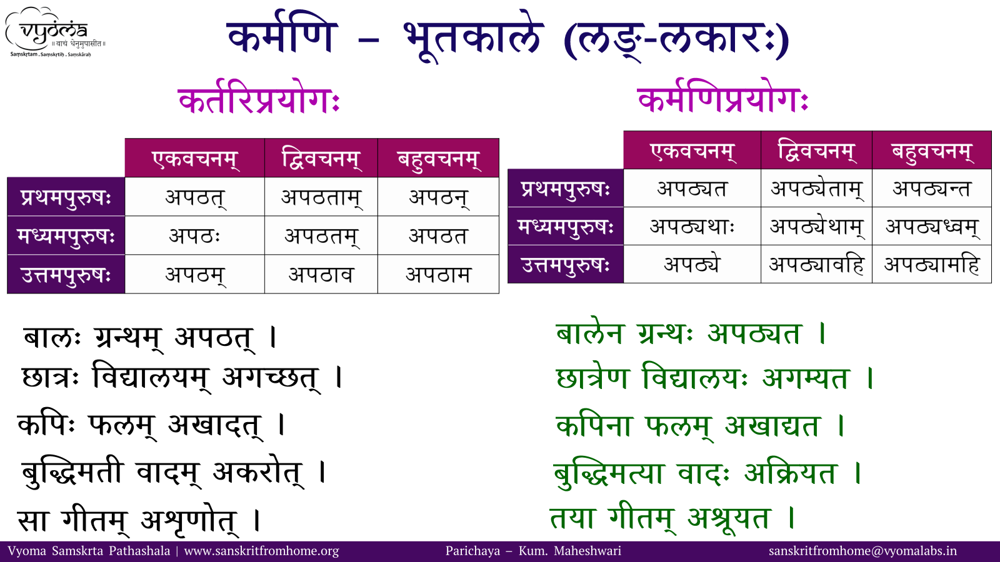 vyoma
॥ वाचं धेनुमुपासीत॥
Saṃskṛtam . Saṃskṛtiḥ . Saṃskāraḥ
कर्मणि – भूतकाले (लङ्-लकारः)
कर्तरिप्रयोगः
एकवचनम् द्विवचनम् बहुवचनम्
प्रथमपुरुषः अपठत् अपठताम् अपठन्
मध्यमपुरुषः अपठः अपठतम् अपठत
उत्तमपुरुषः अपठम् अपठाव अपठाम
कर्मणिप्रयोगः
एकवचनम् द्विवचनम् बहुवचनम्
प्रथमपुरुषः अपठ्यत अपठ्येताम् अपठ्यन्त
मध्यमपुरुषः अपठ्यथाः अपठ्येथाम् अपठ्यध्वम्
उत्तमपुरुषः अपठ्ये अपठ्यावहि अपठ्यामहि
बालः ग्रन्थम् अपठत् ।
छात्रः विद्यालयम् अगच्छत् ।
कपिः फलम् अखादत् ।
बुद्धिमती वादम् अकरोत् ।
सा गीतम् अशृणोत् ।
बालेन ग्रन्थः अपठ्यत ।
छात्रेण विद्यालयः अगम्यत ।
कपिना फलम् अखाद्यत ।
बुद्धिमत्या वादः अक्रियत ।
तया गीतम् अश्रूयत ।
Vyoma Samskrta Pathashala | www.sanskritfromhome.org
Parichaya – Kum. Maheshwari
sanskritfromhome@vyomalabs.in